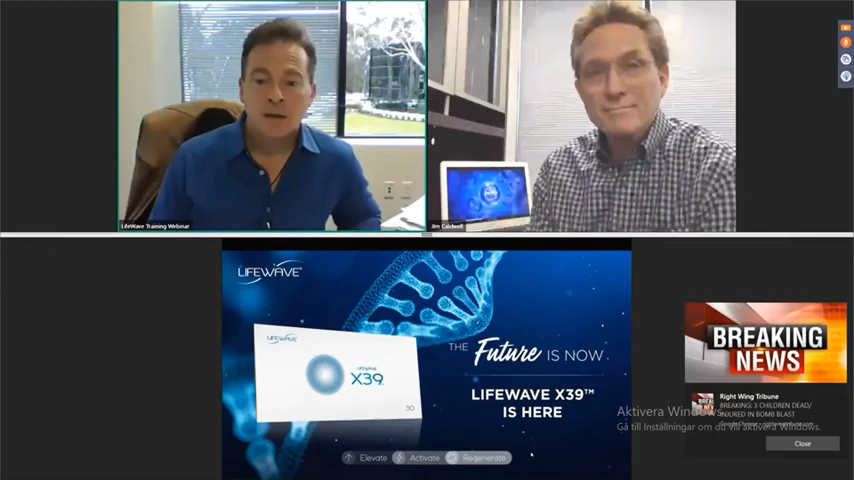 LifeWave Training Webinar
Jim Caldwell
LIFEWAVE
THE Future IS NOW
LIFEWAVE X39™
IS HERE
LIFEWAVE
LIFEWAVE
X39
30
Elevate Activate Regenerate
BREAKING
NEWS
Right Wing Tribune
BREAKING: 3 CHILDREN DEAD/
INJURED IN BOMB BLAST
Close
Aktivera Windows
Gå till Inställningar om du vill aktivera Windows.